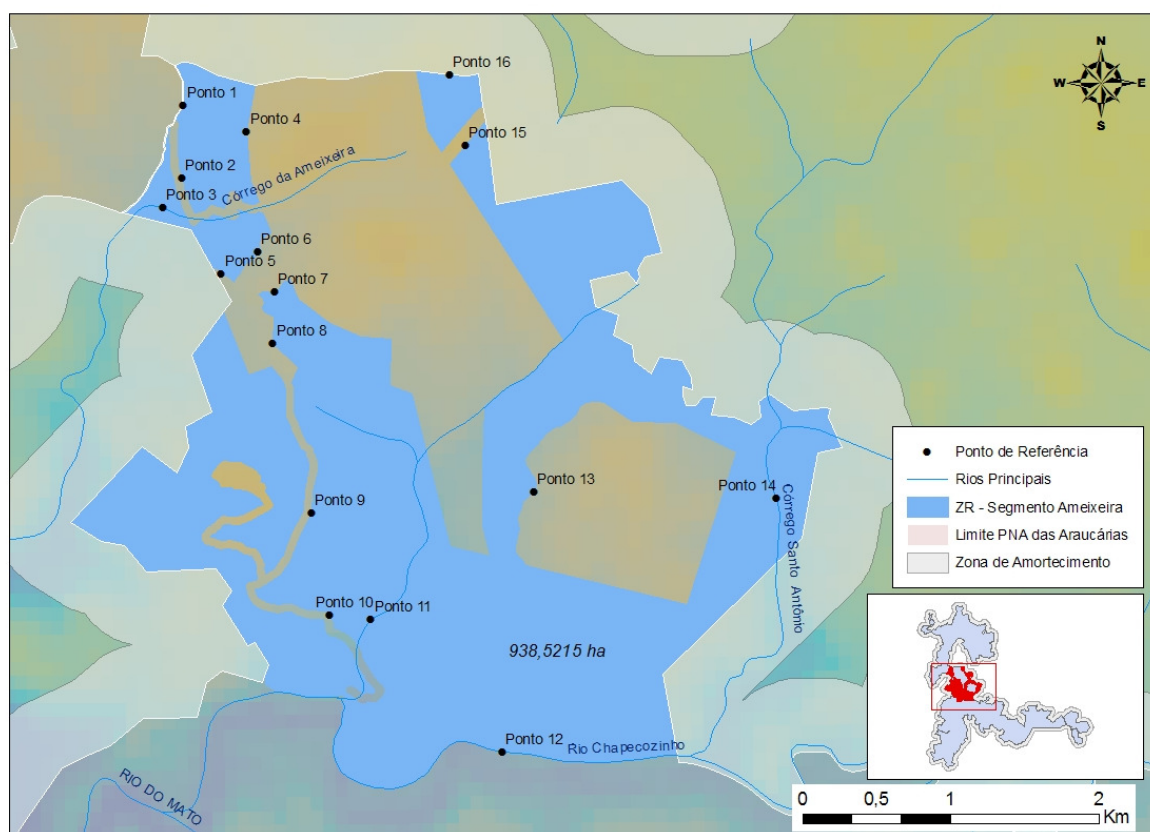 Ponto 16
N
W
E
S
Ponto 1
Ponto 4
Ponto 15
Córrego da Ameixeira
Ponto 2
Ponto 3
Ponto 6
Ponto 5
Ponto 7
Ponto 8
Ponto 13
Ponto 14
Ponto 9
Córrego Santo Antônio
Ponto 10
Ponto 11
938,5215 ha
Ponto 12
Rio Chapecozinho
RIO DO MATO
Ponto de Referência
Rios Principais
ZR - Segmento Ameixeira
Limite PNA das Araucárias
Zona de Amortecimento
0 0,5 1 2
Km